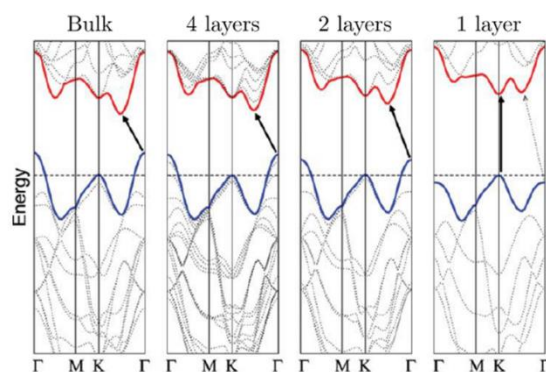 Bulk
4 layers
2 layers
1 layer
Energy
Γ M K Γ
Γ M K Γ
Γ M K Γ
Γ M K Γ